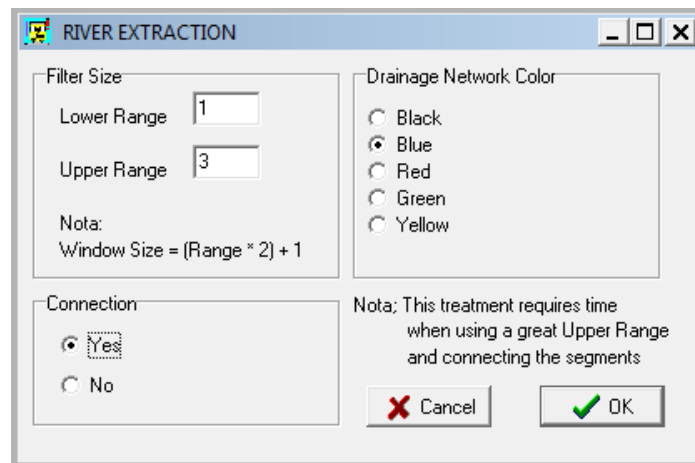 RIVER EXTRACTION
Filter Size
Lower Range 1
Upper Range 3
Nota:
Window Size = (Range * 2) + 1
Drainage Network Color
Black
Blue
Red
Green
Yellow
Connection
Yes
No
Nota; This treatment requires time
when using a great Upper Range
and connecting the segments
Cancel
OK